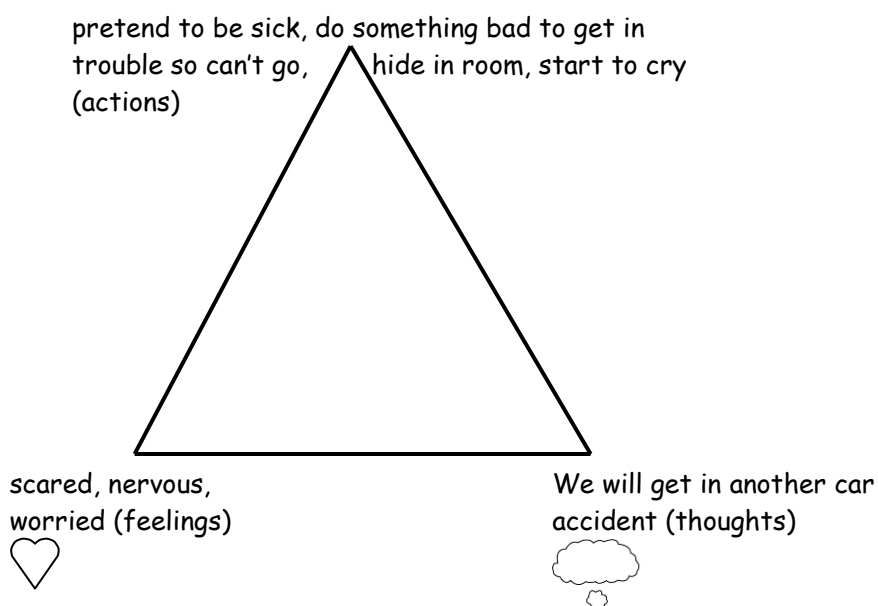 pretend to be sick, do something bad to get in
trouble so can't go, hide in room, start to cry
(actions)
scared, nervous,
worried (feelings)
We will get in another car
accident (thoughts)